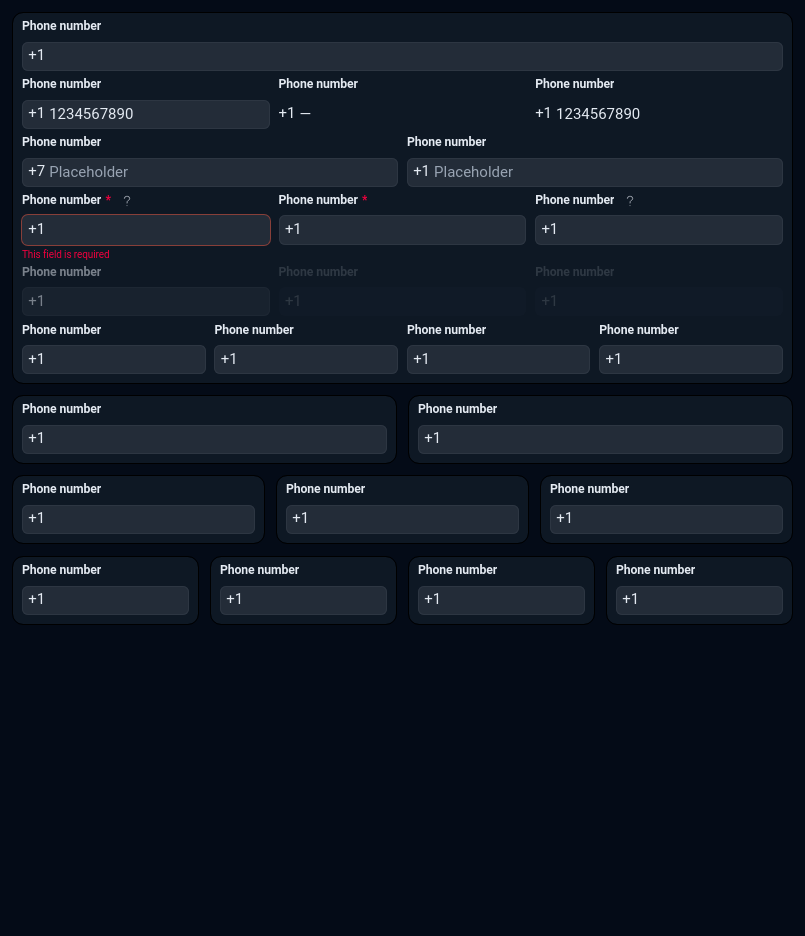 Phone number
+1
Phone number Phone number Phone number
+1 1234567890 +1 — +1 1234567890
Phone number Phone number
+7 Placeholder +1 Placeholder
Phone number * ? Phone number * Phone number ?
+1 +1 +1
This field is required
Phone number Phone number Phone number
+1 +1 +1
Phone number Phone number Phone number Phone number
+1 +1 +1 +1
Phone number Phone number
+1 +1
Phone number Phone number Phone number
+1 +1 +1
Phone number Phone number Phone number Phone number
+1 +1 +1 +1